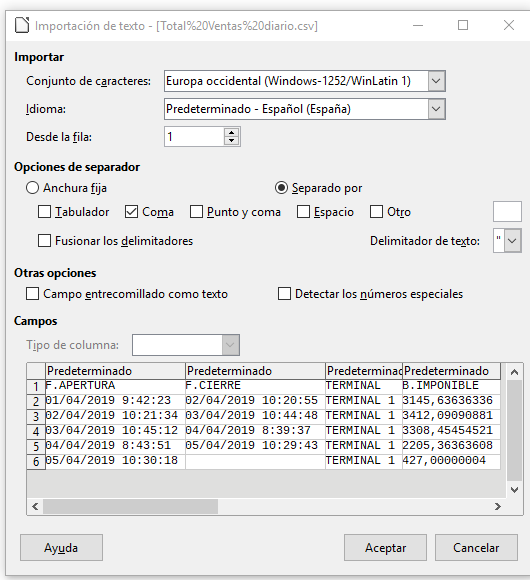 Importación de texto - [Total%20Ventas%20diario.csv]
Importar
Conjunto de caracteres: Europa occidental (Windows-1252/WinLatin 1)
Idioma: Predeterminado - Español (España)
Desde la fila: 1
Opciones de separador
Anchura fija Separado por
Tabulador Coma Punto y coma Espacio Otro
Fusionar los delimitadores Delimitador de texto: "
Otras opciones
Campo entrecomillado como texto Detectar los números especiales
Campos
Tipo de columna:
Predeterminado Predeterminado Predeterminado Predeterminado
1 F.APERTURA F.CIERRE TERMINAL B.IMPONIBLE
2 01/04/2019 9:42:23 02/04/2019 10:20:55 TERMINAL 1 3145,63636336
3 02/04/2019 10:21:34 03/04/2019 10:44:48 TERMINAL 1 3412,09090881
4 03/04/2019 10:45:12 04/04/2019 8:39:37 TERMINAL 1 3308,45454521
5 04/04/2019 8:43:51 05/04/2019 10:29:43 TERMINAL 1 2205,36363608
6 05/04/2019 10:30:18 TERMINAL 1 427,00000004
Ayuda Aceptar Cancelar